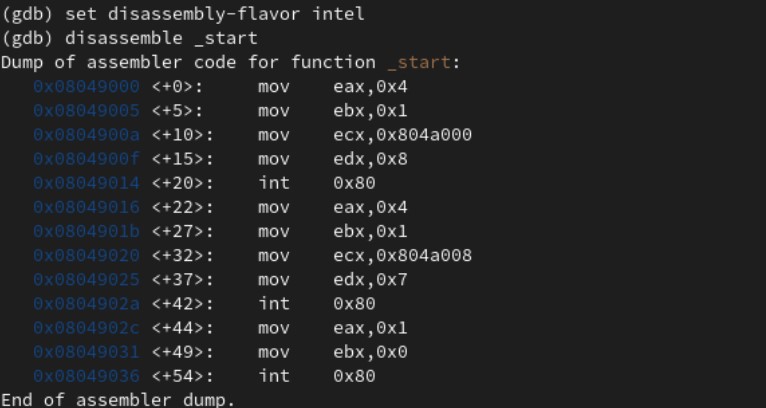 (gdb) set disassembly-flavor intel
(gdb) disassemble _start
Dump of assembler code for function _start:
   0x08049000 <+0>:     mov    eax,0x4
   0x08049005 <+5>:     mov    ebx,0x1
   0x0804900a <+10>:    mov    ecx,0x804a000
   0x0804900f <+15>:    mov    edx,0x8
   0x08049014 <+20>:    int    0x80
   0x08049016 <+22>:    mov    eax,0x4
   0x0804901b <+27>:    mov    ebx,0x1
   0x08049020 <+32>:    mov    ecx,0x804a008
   0x08049025 <+37>:    mov    edx,0x7
   0x0804902a <+42>:    int    0x80
   0x0804902c <+44>:    mov    eax,0x1
   0x08049031 <+49>:    mov    ebx,0x0
   0x08049036 <+54>:    int    0x80
End of assembler dump.